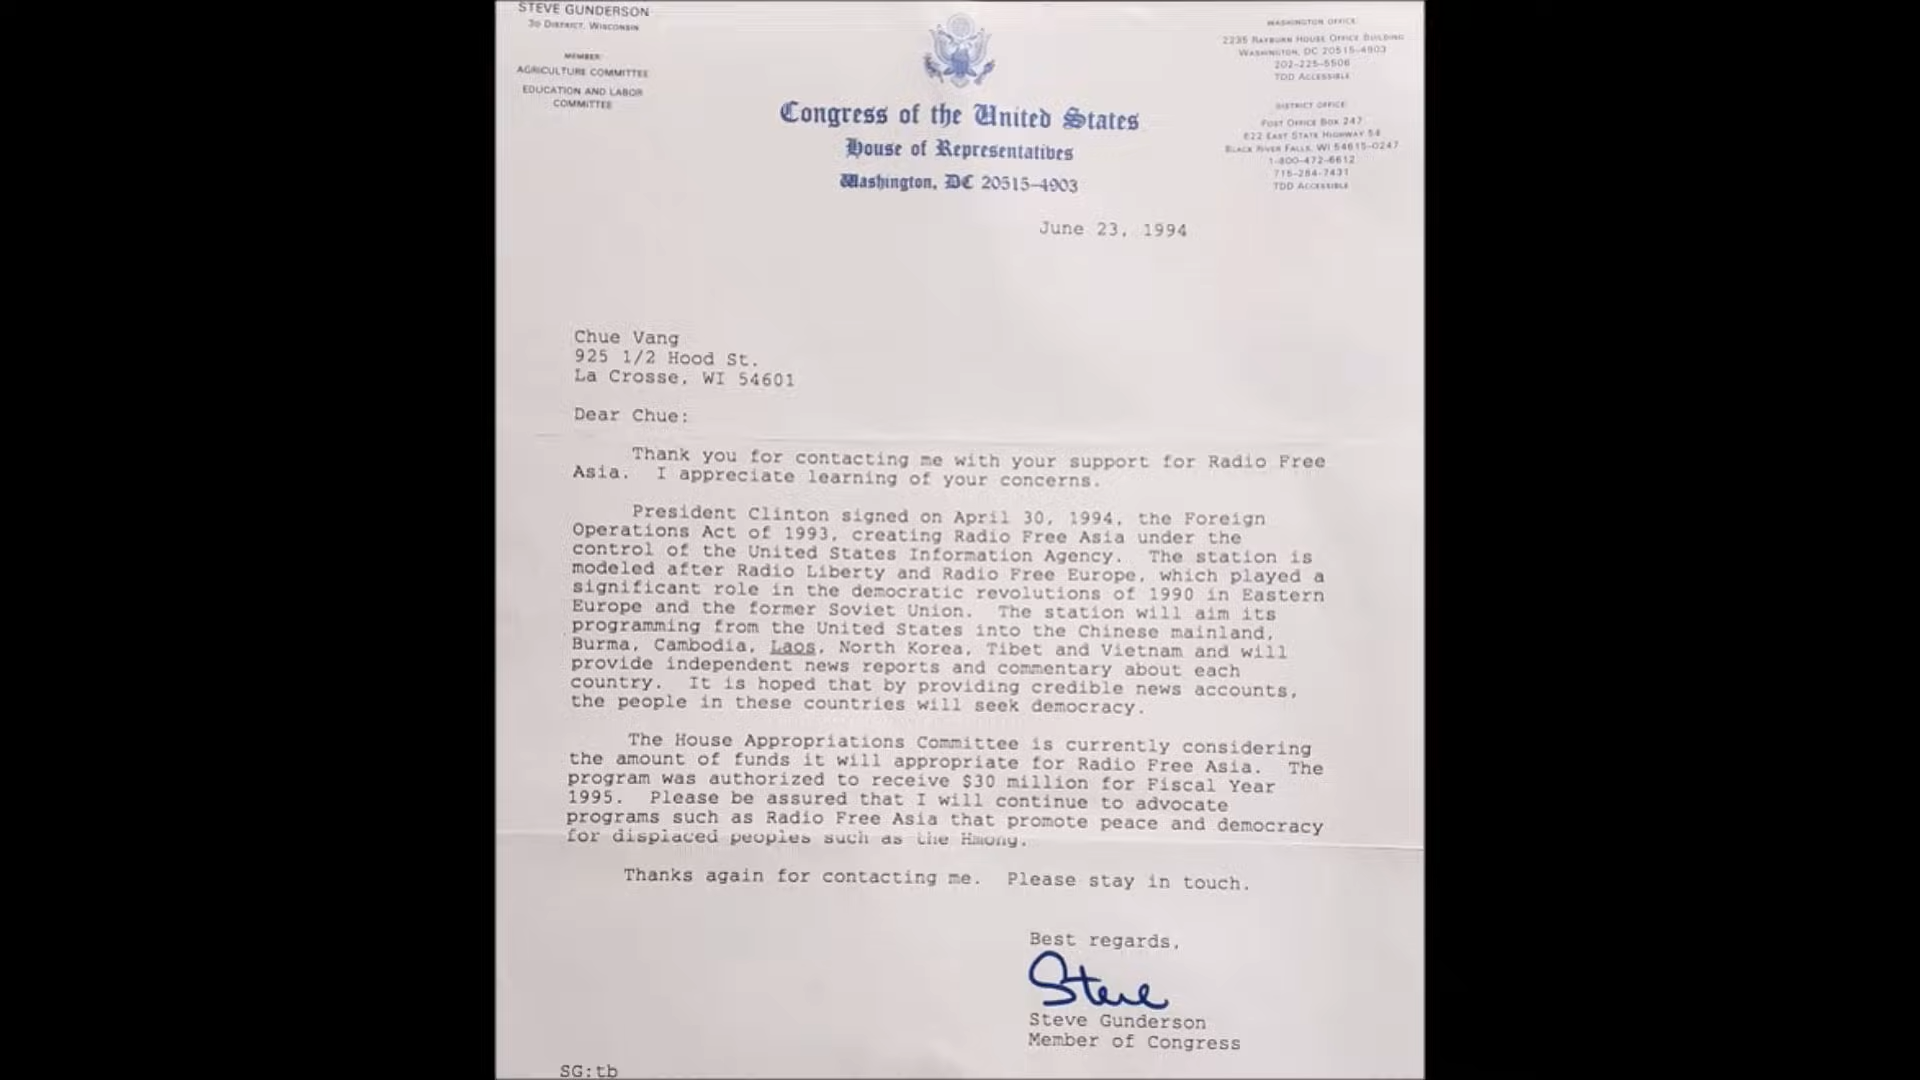 STEVE GUNDERSON
3D DISTRICT, WISCONSIN
MEMBER:
AGRICULTURE COMMITTEE
EDUCATION AND LABOR
COMMITTEE
Congress of the United States
House of Representatives
Washington, DC 20515-4903
WASHINGTON OFFICE:
2235 RAYBURN HOUSE OFFICE BUILDING
WASHINGTON, DC 20515-4903
202-225-5506
TDD ACCESSIBLE
DISTRICT OFFICE:
POST OFFICE BOX 247
622 EAST STATE HIGHWAY 54
BLACK RIVER FALLS, WI 54615-0247
1-800-472-6612
715-284-7431
TDD ACCESSIBLE
June 23, 1994
Chue Vang
925 1/2 Hood St.
La Crosse, WI 54601
Dear Chue:
Thank you for contacting me with your support for Radio Free
Asia. I appreciate learning of your concerns.
President Clinton signed on April 30, 1994, the Foreign
Operations Act of 1993, creating Radio Free Asia under the
control of the United States Information Agency. The station is
modeled after Radio Liberty and Radio Free Europe, which played a
significant role in the democratic revolutions of 1990 in Eastern
Europe and the former Soviet Union. The station will aim its
programming from the United States into the Chinese mainland,
Burma, Cambodia, Laos, North Korea, Tibet and Vietnam and will
provide independent news reports and commentary about each
country. It is hoped that by providing credible news accounts,
the people in these countries will seek democracy.
The House Appropriations Committee is currently considering
the amount of funds it will appropriate for Radio Free Asia. The
program was authorized to receive $30 million for Fiscal Year
1995. Please be assured that I will continue to advocate
programs such as Radio Free Asia that promote peace and democracy
for displaced peoples such as the Hmong.
Thanks again for contacting me. Please stay in touch.
Best regards,
Steve
Steve Gunderson
Member of Congress
SG:tb